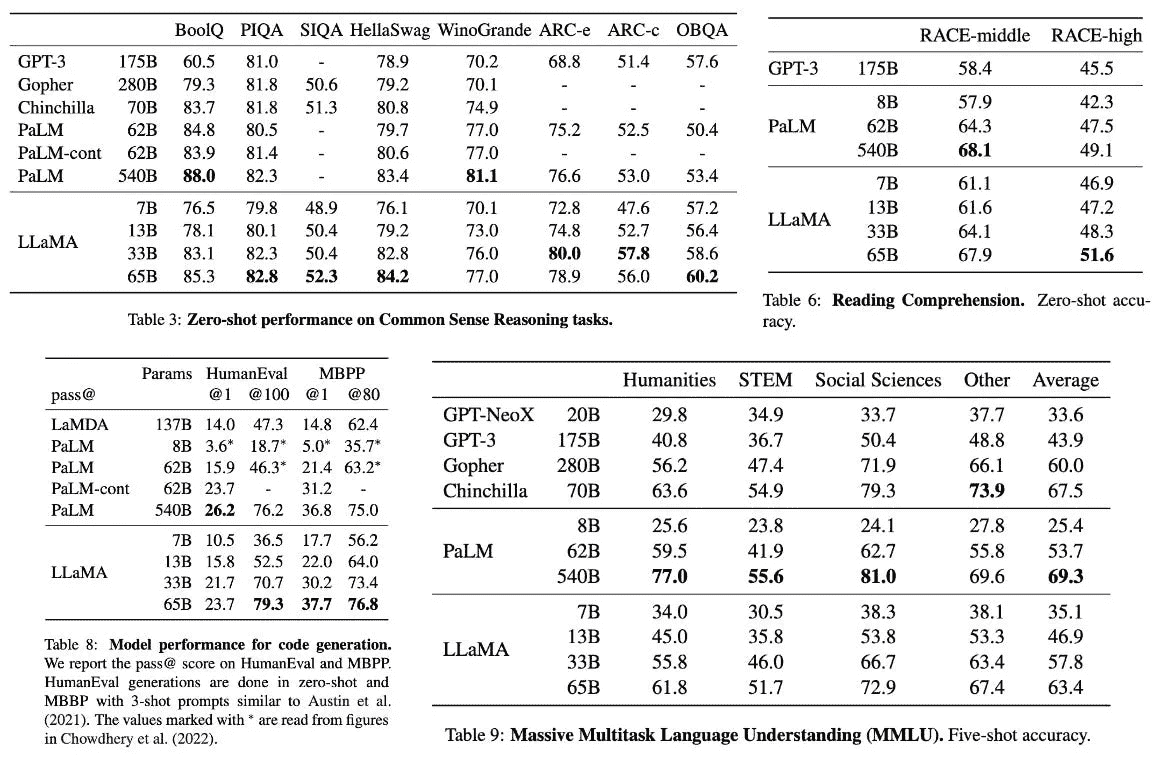 BoolQ PIQA SIQA HellaSwag WinoGrande ARC-e ARC-c OBQA
GPT-3 175B 60.5 81.0 - 78.9 70.2 68.8 51.4 57.6
Gopher 280B 79.3 81.8 50.6 79.2 70.1 - - -
Chinchilla 70B 83.7 81.8 51.3 80.8 74.9 - - -
PaLM 62B 84.8 80.5 - 79.7 77.0 75.2 52.5 50.4
PaLM-cont 62B 83.9 81.4 - 80.6 77.0 - - -
PaLM 540B 88.0 82.3 - 83.4 81.1 76.6 53.0 53.4
7B 76.5 79.8 48.9 76.1 70.1 72.8 47.6 57.2
13B 78.1 80.1 50.4 79.2 73.0 74.8 52.7 56.4
LLaMA
33B 83.1 82.3 50.4 82.8 76.0 80.0 57.8 58.6
65B 85.3 82.8 52.3 84.2 77.0 78.9 56.0 60.2
Table 3: Zero-shot performance on Common Sense Reasoning tasks.
RACE-middle RACE-high
GPT-3 175B 58.4 45.5
8B 57.9 42.3
PaLM 62B 64.3 47.5
540B 68.1 49.1
7B 61.1 46.9
13B 61.6 47.2
LLaMA
33B 64.1 48.3
65B 67.9 51.6
Table 6: Reading Comprehension. Zero-shot accu-
racy.
Params HumanEval MBPP
pass@ @1 @100 @1 @80
LaMDA 137B 14.0 47.3 14.8 62.4
PaLM 8B 3.6* 18.7* 5.0* 35.7*
PaLM 62B 15.9 46.3* 21.4 63.2*
PaLM-cont 62B 23.7 - 31.2 -
PaLM 540B 26.2 76.2 36.8 75.0
7B 10.5 36.5 17.7 56.2
13B 15.8 52.5 22.0 64.0
LLaMA
33B 21.7 70.7 30.2 73.4
65B 23.7 79.3 37.7 76.8
Table 8: Model performance for code generation.
We report the pass@ score on HumanEval and MBPP.
HumanEval generations are done in zero-shot and
MBBP with 3-shot prompts similar to Austin et al.
(2021). The values marked with * are read from figures
in Chowdhery et al. (2022).
Humanities STEM Social Sciences Other Average
GPT-NeoX 20B 29.8 34.9 33.7 37.7 33.6
GPT-3 175B 40.8 36.7 50.4 48.8 43.9
Gopher 280B 56.2 47.4 71.9 66.1 60.0
Chinchilla 70B 63.6 54.9 79.3 73.9 67.5
8B 25.6 23.8 24.1 27.8 25.4
PaLM 62B 59.5 41.9 62.7 55.8 53.7
540B 77.0 55.6 81.0 69.6 69.3
7B 34.0 30.5 38.3 38.1 35.1
13B 45.0 35.8 53.8 53.3 46.9
LLaMA
33B 55.8 46.0 66.7 63.4 57.8
65B 61.8 51.7 72.9 67.4 63.4
Table 9: Massive Multitask Language Understanding (MMLU). Five-shot accuracy.